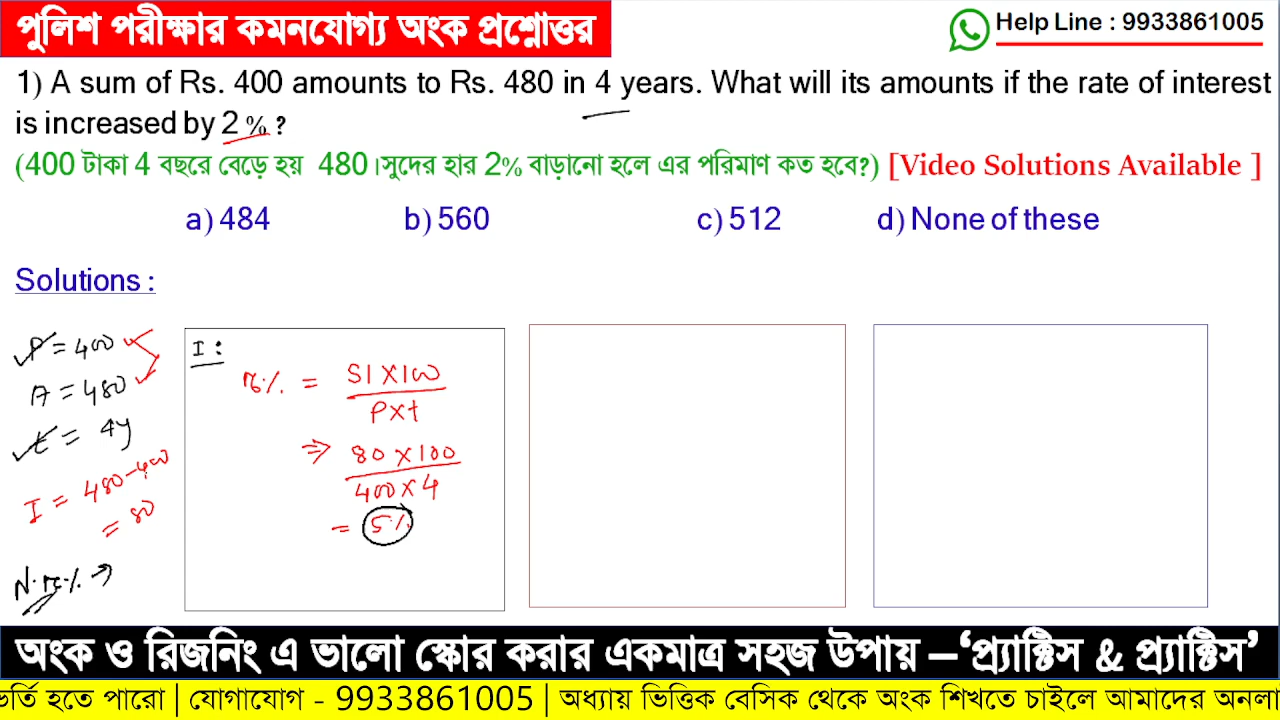 পুলিশ পরীক্ষার কমনযোগ্য অংক প্রশ্নোত্তর
Help Line : 9933861005
1) A sum of Rs. 400 amounts to Rs. 480 in 4 years. What will its amounts if the rate of interest
is increased by 2 % ?
(400 টাকা 4 বছরে বেড়ে হয় 480।সুদের হার 2% বাড়ানো হলে এর পরিমাণ কত হবে?) [Video Solutions Available ]
a) 484 b) 560 c) 512 d) None of these
Solutions :
P = 400
A = 480
t = 4y
I = 480-400
= 80
N.r.% →
I :
r.% = SI X 100
P x t
⇒ 80 x 100
400 x 4
= 5%
অংক ও রিজনিং এ ভালো স্কোর করার একমাত্র সহজ উপায় –‘প্র্যাক্টিস & প্র্যাক্টিস’
ভর্তি হতে পারো | যোগাযোগ - 9933861005 | অধ্যায় ভিত্তিক বেসিক থেকে অংক শিখতে চাইলে আমাদের অনলা